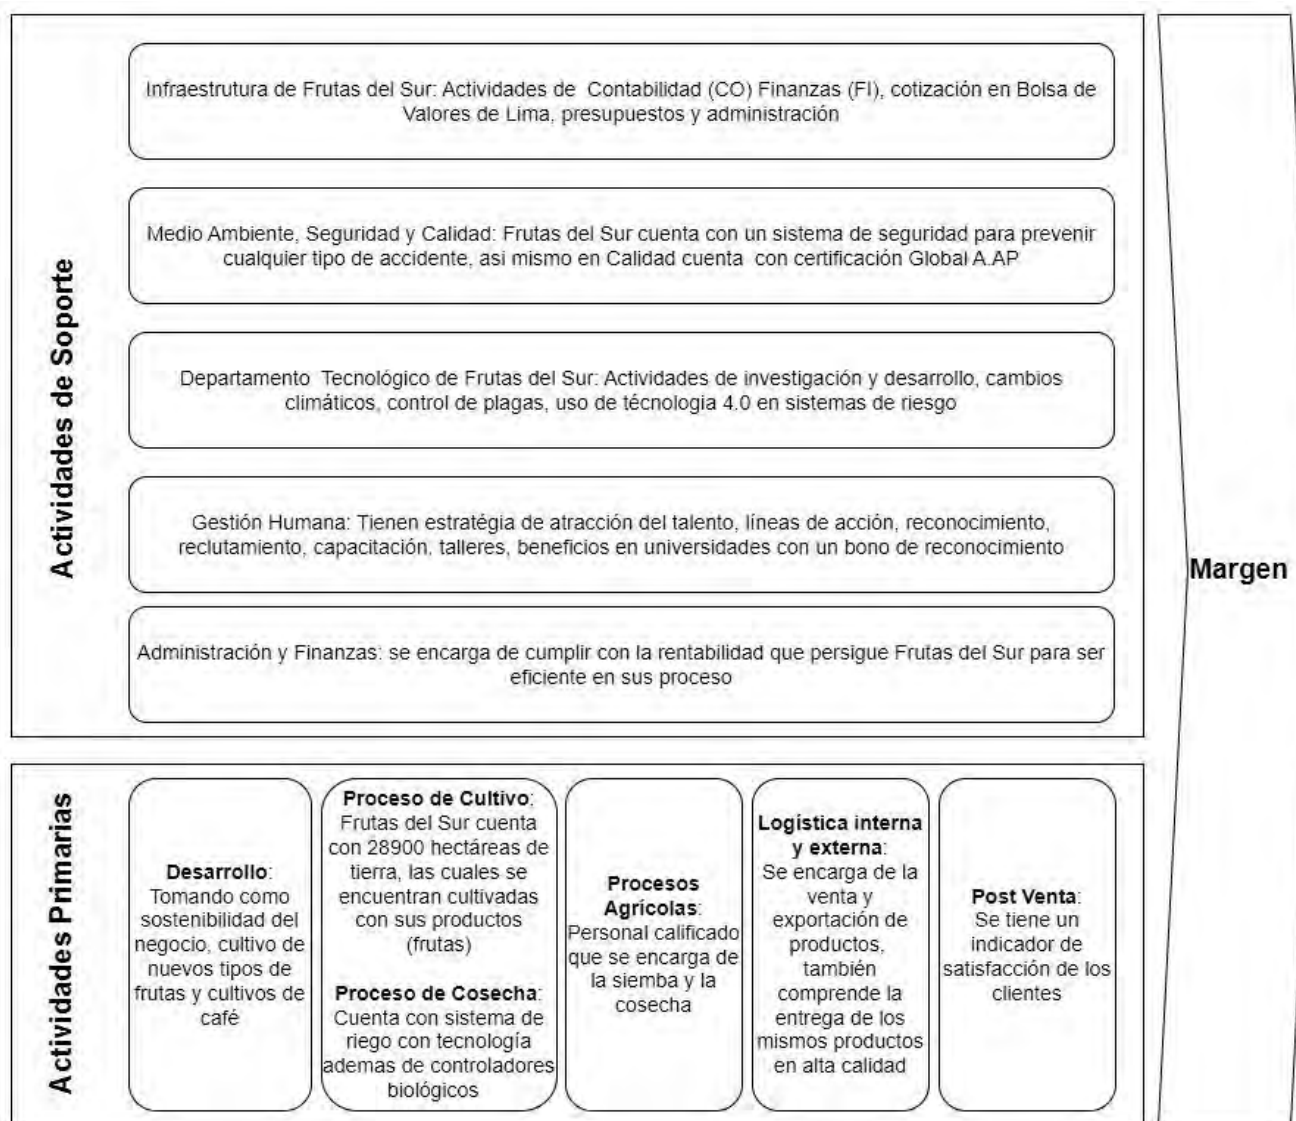 Actividades de Soporte
Infraestrutura de Frutas del Sur: Actividades de Contabilidad (CO) Finanzas (FI), cotización en Bolsa de
Valores de Lima, presupuestos y administración
Medio Ambiente, Seguridad y Calidad: Frutas del Sur cuenta con un sistema de seguridad para prevenir
cualquier tipo de accidente, asi mismo en Calidad cuenta con certificación Global A.AP
Departamento Tecnológico de Frutas del Sur: Actividades de investigación y desarrollo, cambios
climáticos, control de plagas, uso de técnologia 4.0 en sistemas de riesgo
Gestión Humana: Tienen estratégia de atracción del talento, líneas de acción, reconocimiento,
reclutamiento, capacitación, talleres, beneficios en universidades con un bono de reconocimiento
Administración y Finanzas: se encarga de cumplir con la rentabilidad que persigue Frutas del Sur para ser
eficiente en sus proceso
Margen
Actividades Primarias
Desarrollo:
Tomando como
sostenibilidad del
negocio, cultivo de
nuevos tipos de
frutas y cultivos de
café
Proceso de Cultivo:
Frutas del Sur cuenta
con 28900 hectáreas de
tierra, las cuales se
encuentran cultivadas
con sus productos
(frutas)
Proceso de Cosecha:
Cuenta con sistema de
riego con tecnología
ademas de controladores
biológicos
Procesos
Agrícolas:
Personal calificado
que se encarga de
la siemba y la
cosecha
Logística interna
y externa:
Se encarga de la
venta y
exportación de
productos,
también
comprende la
entrega de los
mismos productos
en alta calidad
Post Venta:
Se tiene un
indicador de
satisfacción de los
clientes